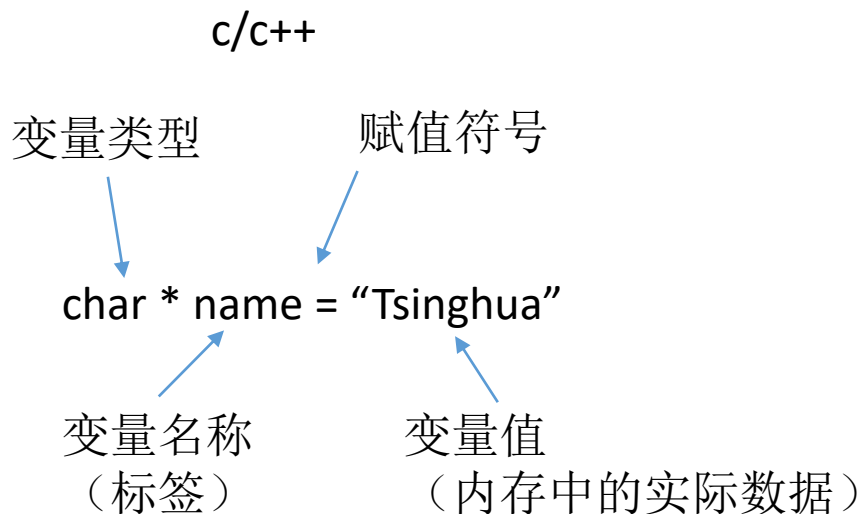 c/c++
变量类型 赋值符号
char * name = “Tsinghua”
变量名称 变量值
（标签） （内存中的实际数据）